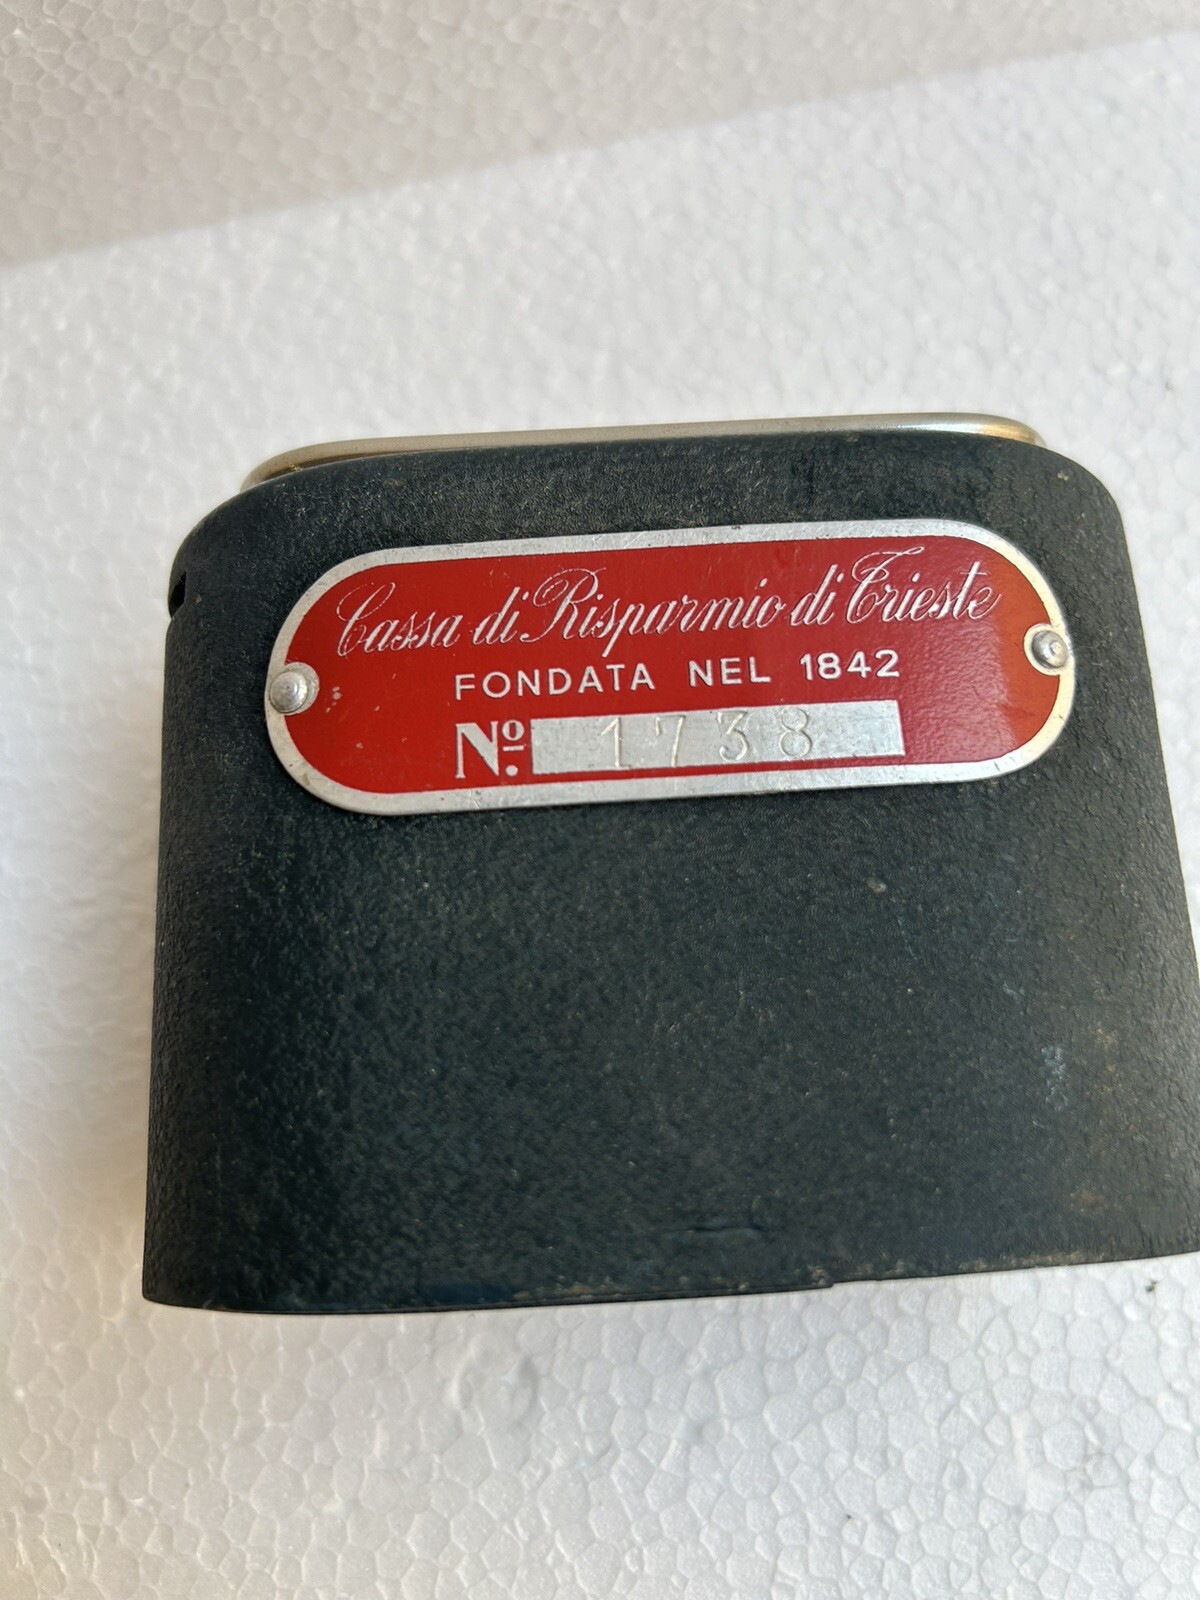 Cassa di Risparmio di Trieste
FONDATA NEL 1842
Nº. 1738